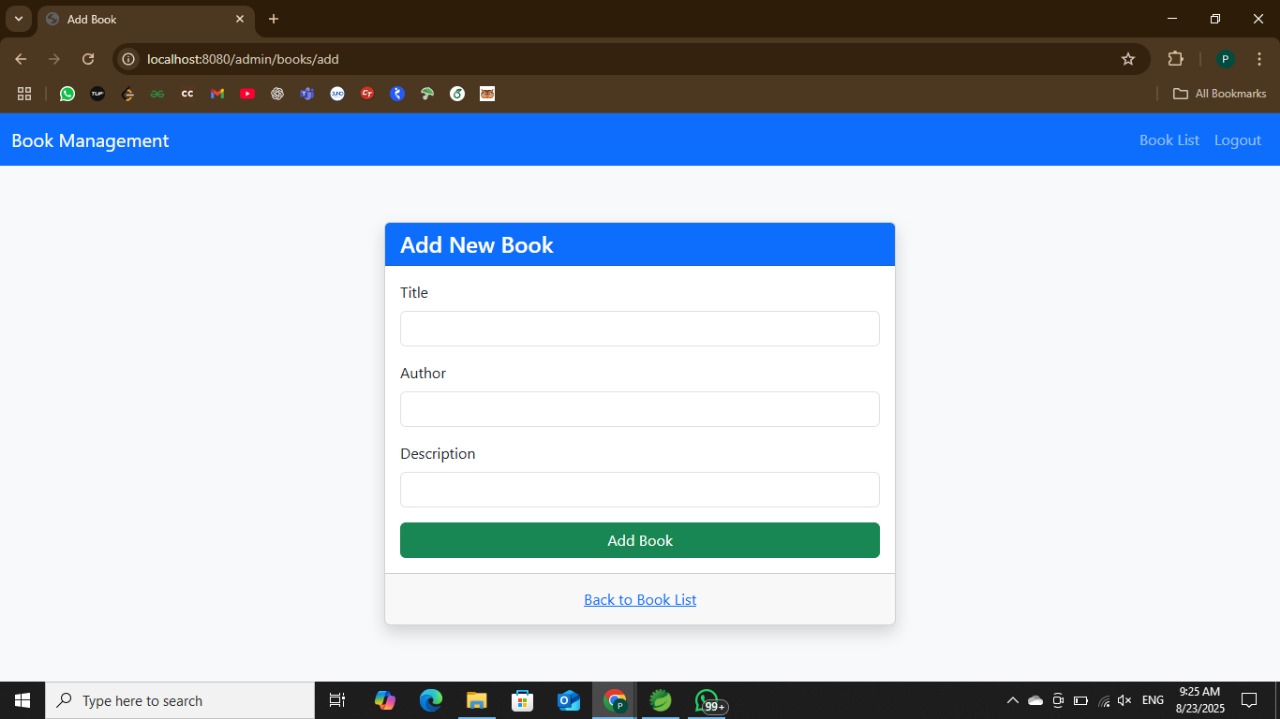 Add Book
localhost:8080/admin/books/add
All Bookmarks
Book Management
Book List
Logout
Add New Book
Title
Author
Description
Add Book
Back to Book List
Type here to search
99+
ENG
9:25 AM
8/23/2025